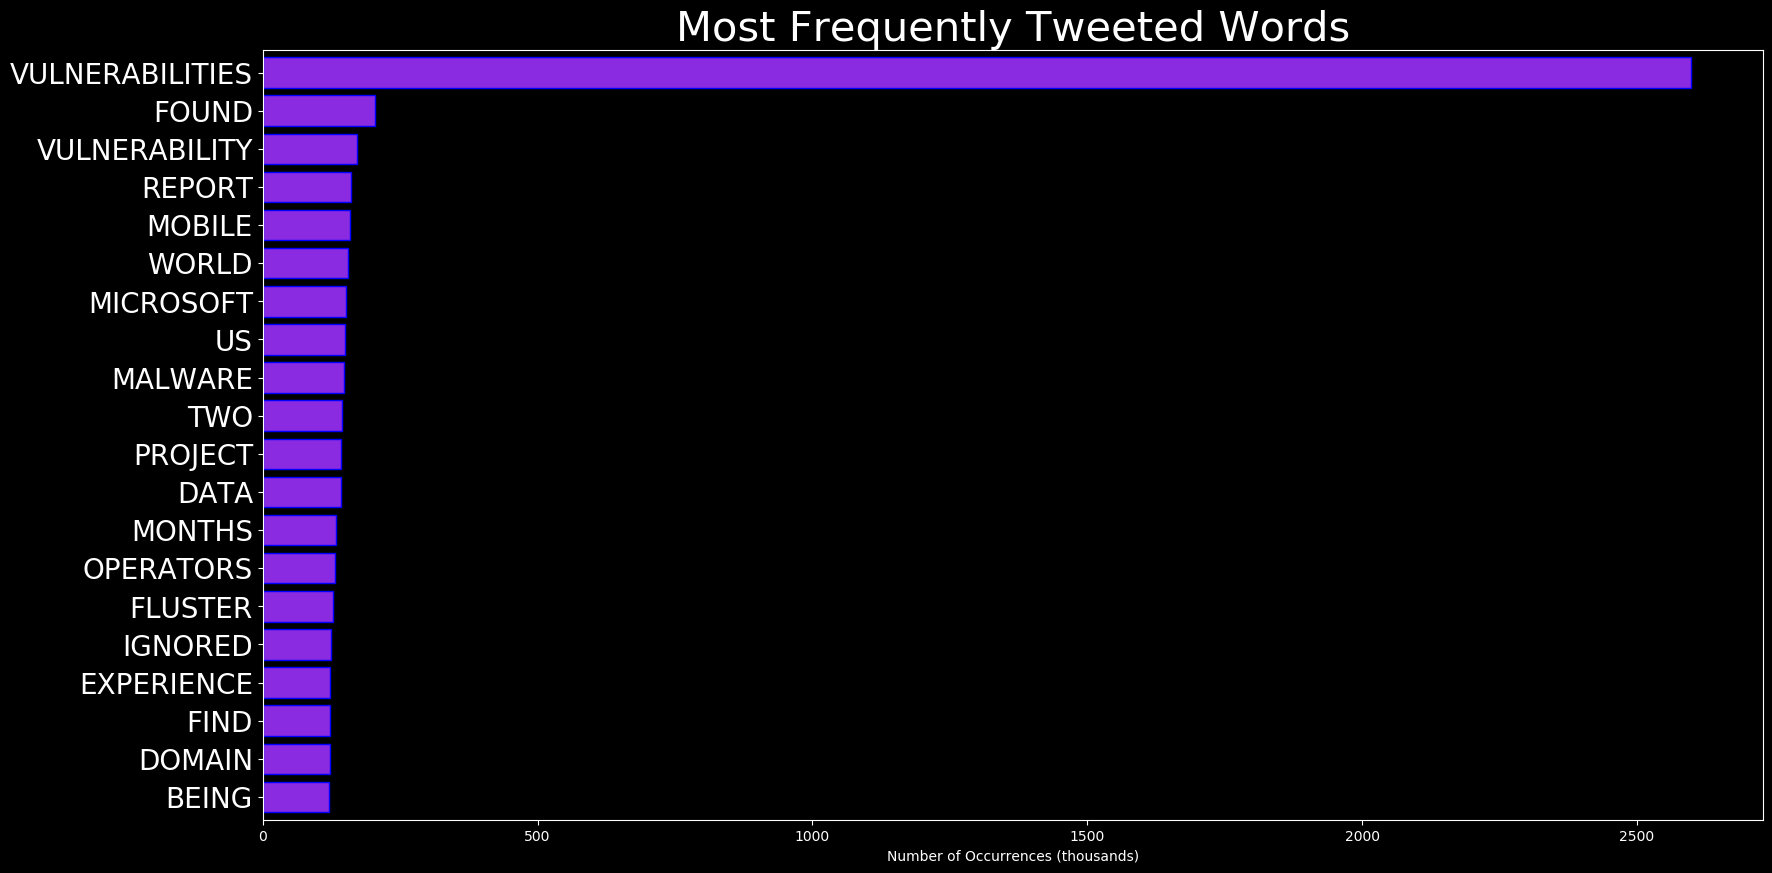 Most Frequently Tweeted Words
VULNERABILITIES
FOUND
VULNERABILITY
REPORT
MOBILE
WORLD
MICROSOFT
US
MALWARE
TWO
PROJECT
DATA
MONTHS
OPERATORS
FLUSTER
IGNORED
EXPERIENCE
FIND
DOMAIN
BEING
0 500 1000 1500 2000 2500
Number of Occurrences (thousands)